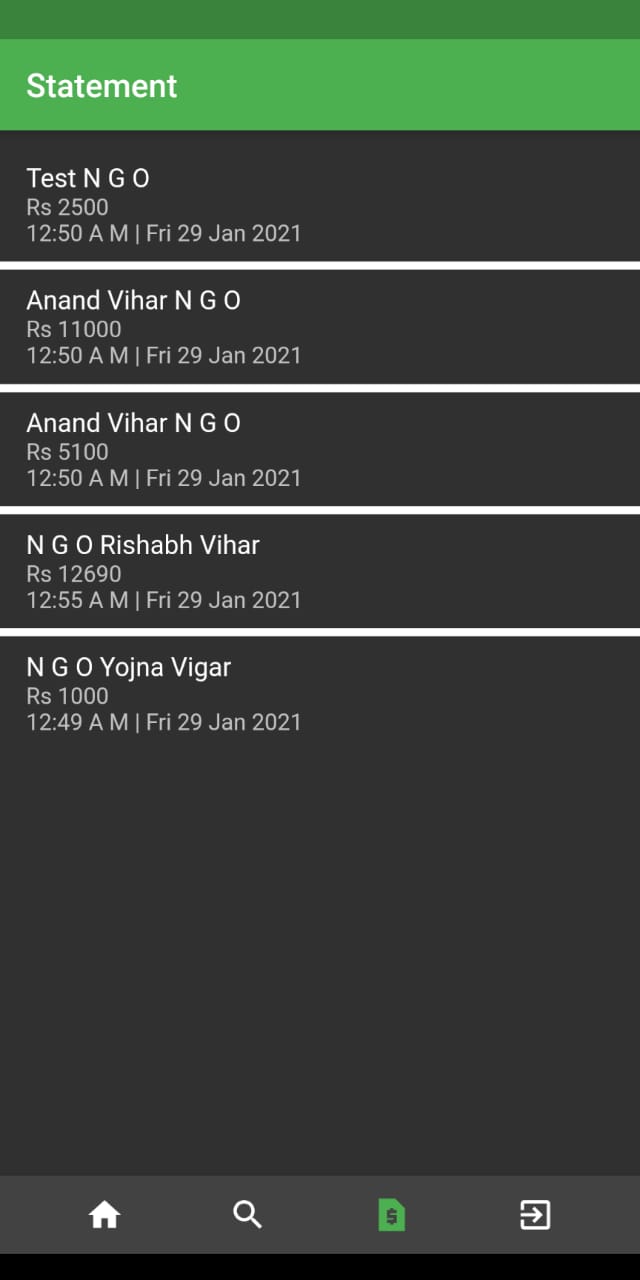 Statement
Test N G O
Rs 2500
12:50 A M | Fri 29 Jan 2021
Anand Vihar N G O
Rs 11000
12:50 A M | Fri 29 Jan 2021
Anand Vihar N G O
Rs 5100
12:50 A M | Fri 29 Jan 2021
N G O Rishabh Vihar
Rs 12690
12:55 A M | Fri 29 Jan 2021
N G O Yojna Vigar
Rs 1000
12:49 A M | Fri 29 Jan 2021
$